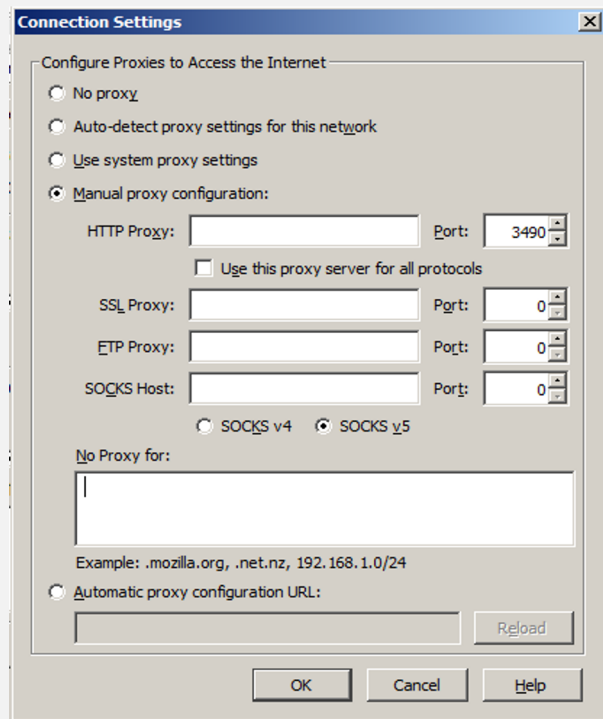 Connection Settings
Configure Proxies to Access the Internet
No proxy
Auto-detect proxy settings for this network
Use system proxy settings
Manual proxy configuration:
HTTP Proxy: Port: 3490
Use this proxy server for all protocols
SSL Proxy: Port: 0
FTP Proxy: Port: 0
SOCKS Host: Port: 0
SOCKS v4 SOCKS v5
No Proxy for:
Example: .mozilla.org, .net.nz, 192.168.1.0/24
Automatic proxy configuration URL:
Reload
OK Cancel Help